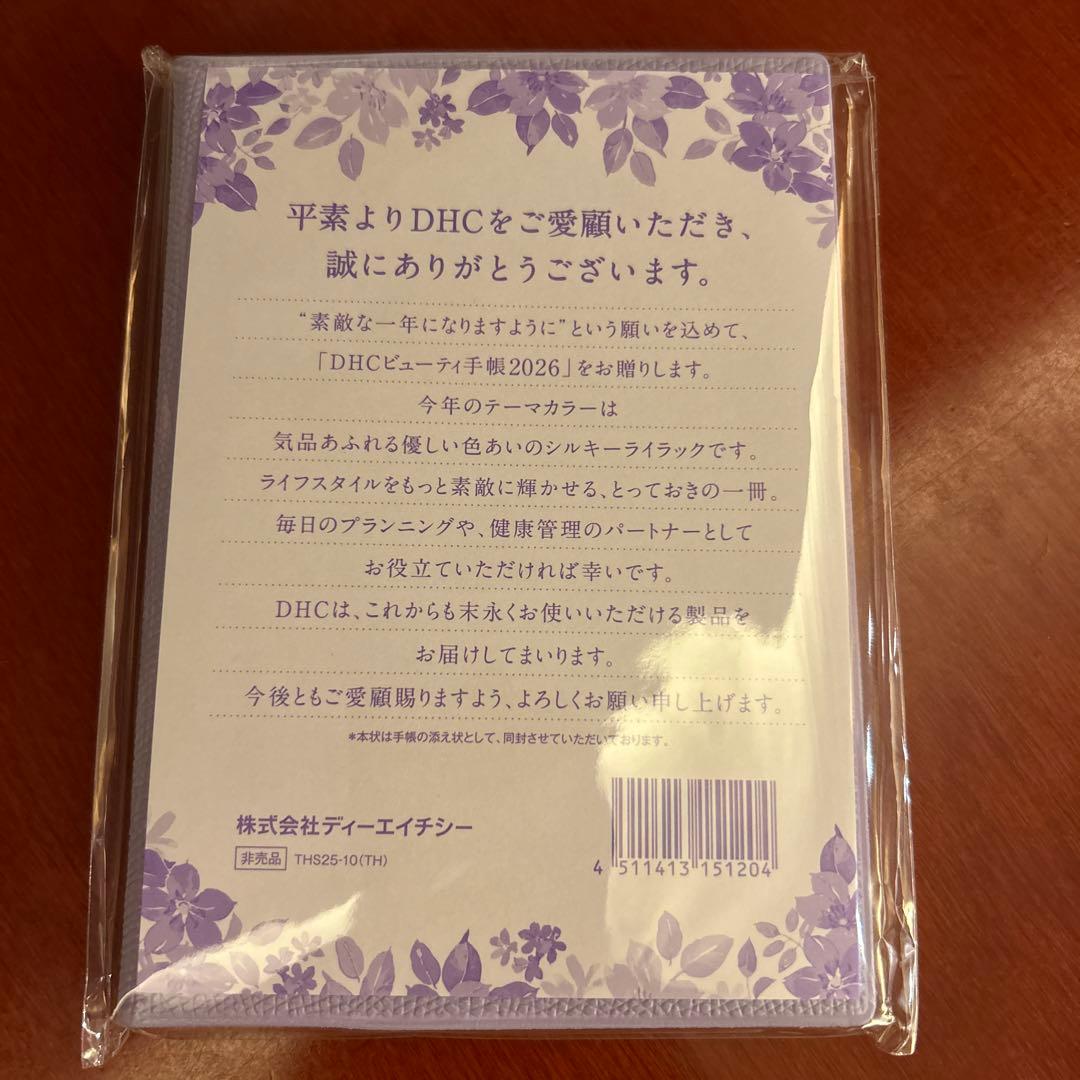 平素よりDHCをご愛顧いただき、
誠にありがとうございます。
“素敵な一年になりますように”という願いを込めて、
「DHCビューティ手帳2026」をお贈りします。
今年のテーマカラーは
気品あふれる優しい色あいのシルキーライラックです。
ライフスタイルをもっと素敵に輝かせる、とっておきの一冊。
毎日のプランニングや、健康管理のパートナーとして
お役立ていただければ幸いです。
DHCは、これからも末永くお使いいただける製品を
お届けしてまいります。
今後ともご愛顧賜りますよう、よろしくお願い申し上げます。
*本状は手帳の添え状として、同封させていただいております。
株式会社ディーエイチシー
非売品 THS25-10(TH)
4 511413 151204